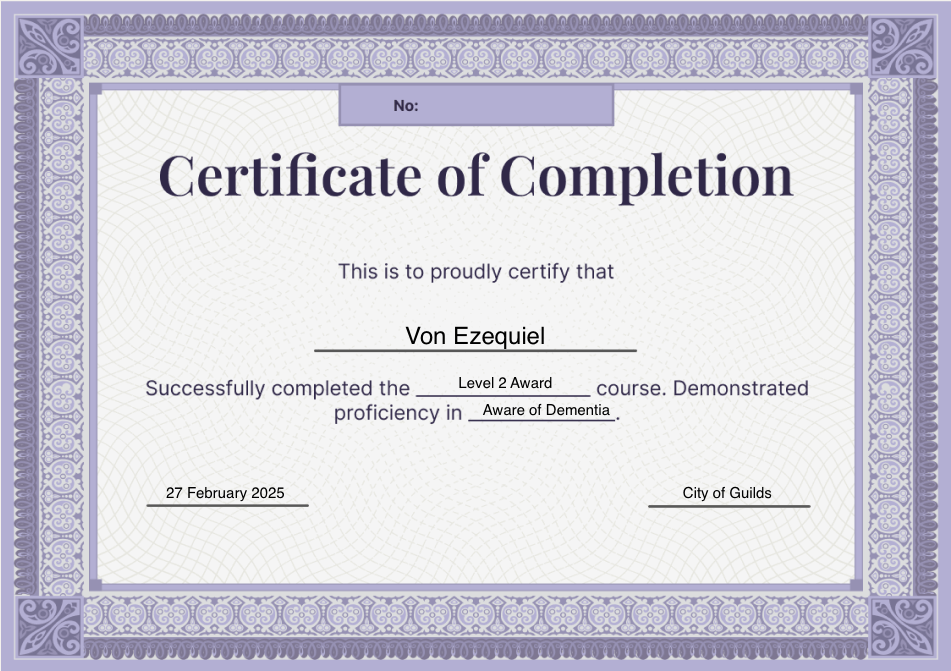 No:
Certificate of Completion
This is to proudly certify that
Von Ezequiel
Successfully completed the Level 2 Award course. Demonstrated
proficiency in Aware of Dementia.
27 February 2025
City of Guilds